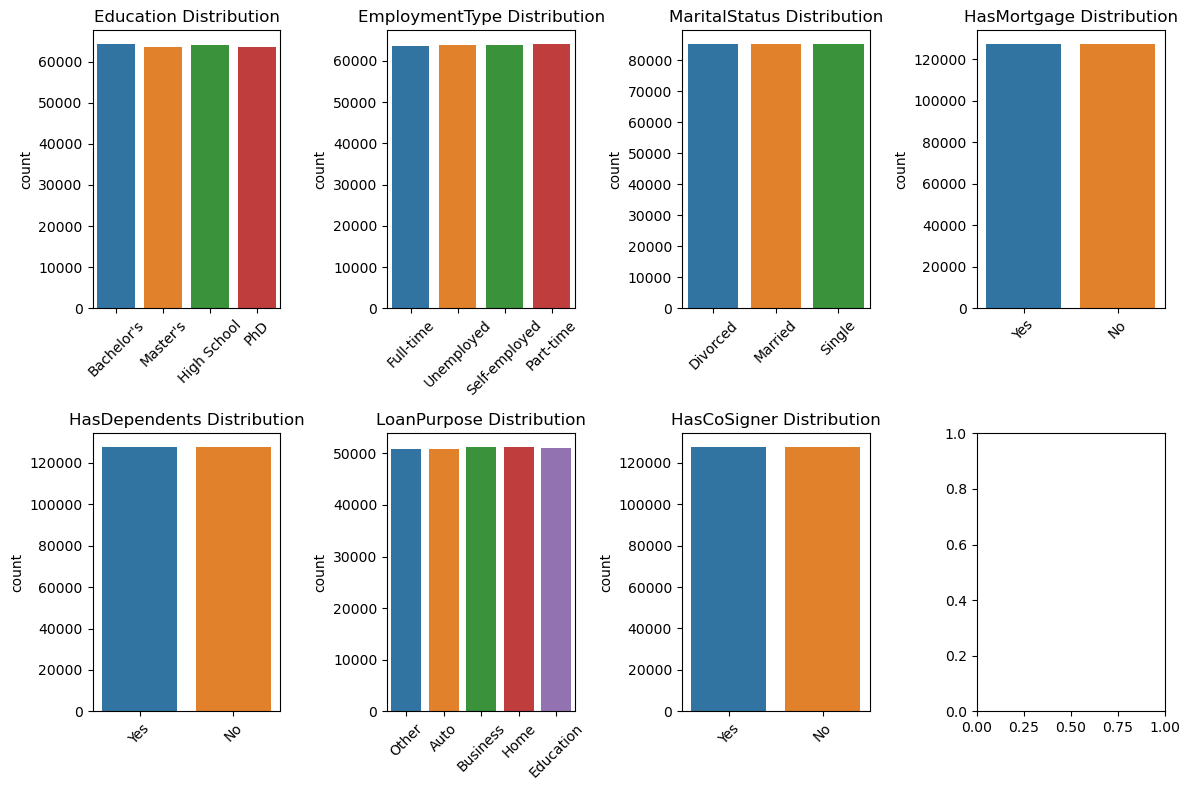 Education Distribution
count
60000
50000
40000
30000
20000
10000
0
Bachelor's
Master's
High School
PhD
EmploymentType Distribution
count
60000
50000
40000
30000
20000
10000
0
Full-time
Unemployed
Self-employed
Part-time
MaritalStatus Distribution
count
80000
70000
60000
50000
40000
30000
20000
10000
0
Divorced
Married
Single
HasMortgage Distribution
count
120000
100000
80000
60000
40000
20000
0
Yes
No
HasDependents Distribution
count
120000
100000
80000
60000
40000
20000
0
Yes
No
LoanPurpose Distribution
count
50000
40000
30000
20000
10000
0
Other
Auto
Business
Home
Education
HasCoSigner Distribution
count
120000
100000
80000
60000
40000
20000
0
Yes
No
1.0
0.8
0.6
0.4
0.2
0.0
0.00 0.25 0.50 0.75 1.00